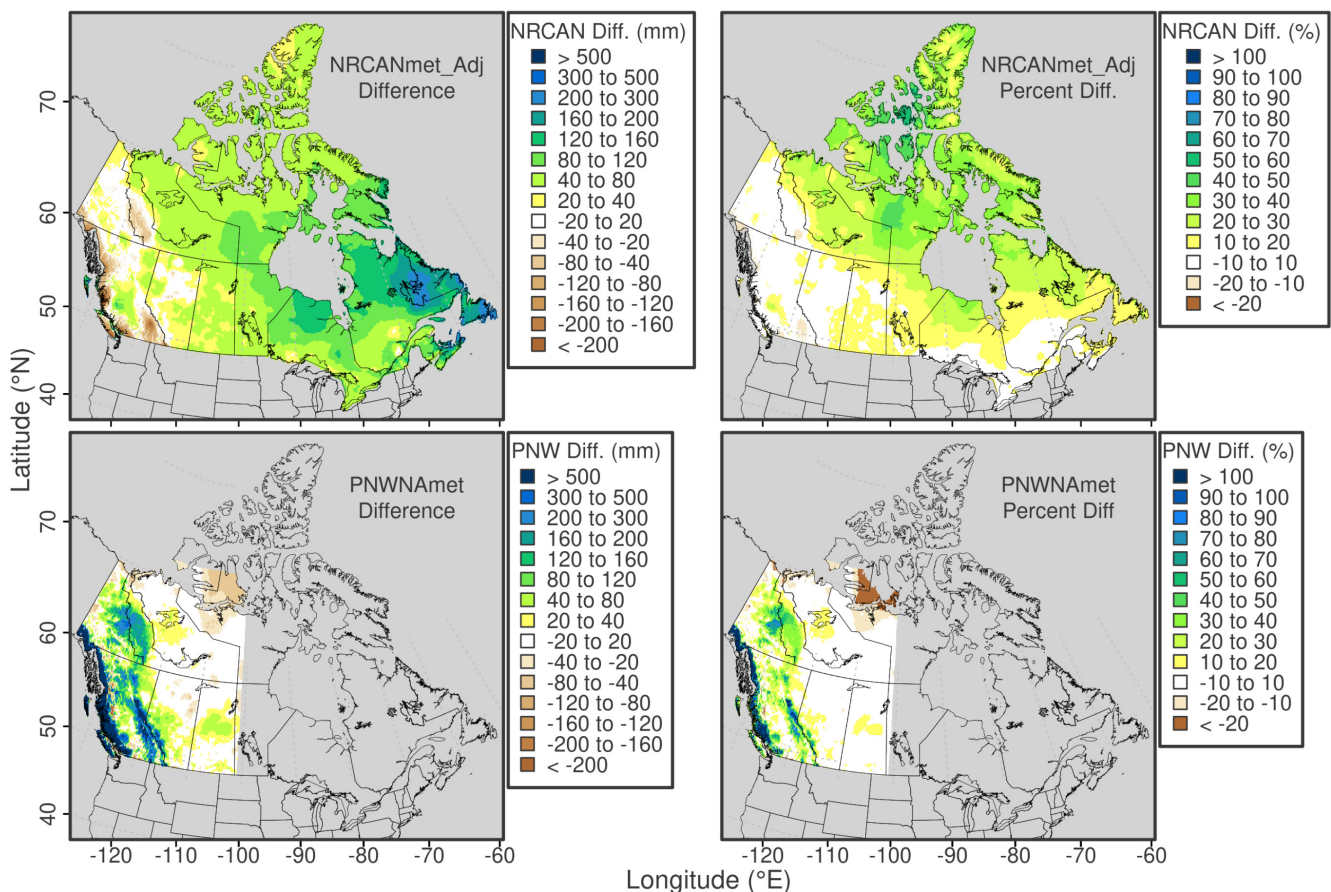 NRCANmet_Adj
Difference
NRCAN Diff. (mm)
> 500
300 to 500
200 to 300
160 to 200
120 to 160
80 to 120
40 to 80
20 to 40
-20 to 20
-40 to -20
-80 to -40
-120 to -80
-160 to -120
-200 to -160
< -200
NRCANmet_Adj
Percent Diff.
NRCAN Diff. (%)
> 100
90 to 100
80 to 90
70 to 80
60 to 70
50 to 60
40 to 50
30 to 40
20 to 30
10 to 20
-10 to 10
-20 to -10
< -20
70
60
50
40
Latitude (°N)
PNWNAmet
Difference
PNW Diff. (mm)
> 500
300 to 500
200 to 300
160 to 200
120 to 160
80 to 120
40 to 80
20 to 40
-20 to 20
-40 to -20
-80 to -40
-120 to -80
-160 to -120
-200 to -160
< -200
PNWNAmet
Percent Diff
PNW Diff. (%)
> 100
90 to 100
80 to 90
70 to 80
60 to 70
50 to 60
40 to 50
30 to 40
20 to 30
10 to 20
-10 to 10
-20 to -10
< -20
70
60
50
40
-120 -110 -100 -90 -80 -70 -60
-120 -110 -100 -90 -80 -70 -60
Longitude (°E)